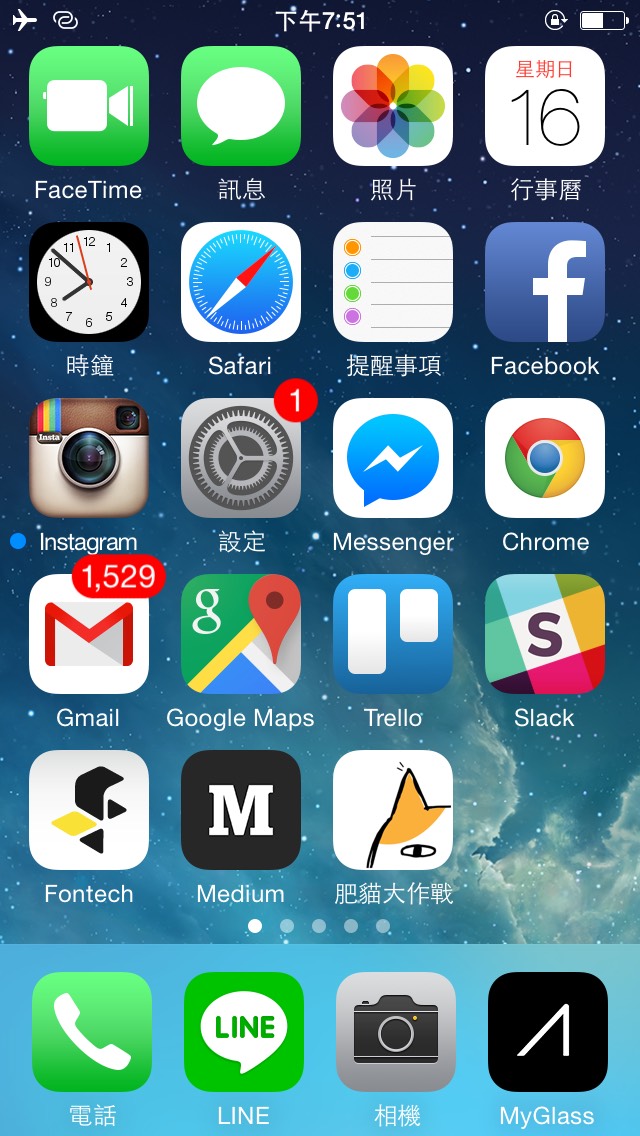 下午7:51
星期日
16
FaceTime 訊息 照片 行事曆
12
11 1
10 2
9 3
8 4
7 5
6
時鐘 Safari 提醒事項 Facebook
Insta
1
Instagram 設定 Messenger Chrome
1,529
g
S
Gmail Google Maps Trello Slack
M
Fontech Medium 肥貓大作戰
LINE
電話 LINE 相機 MyGlass